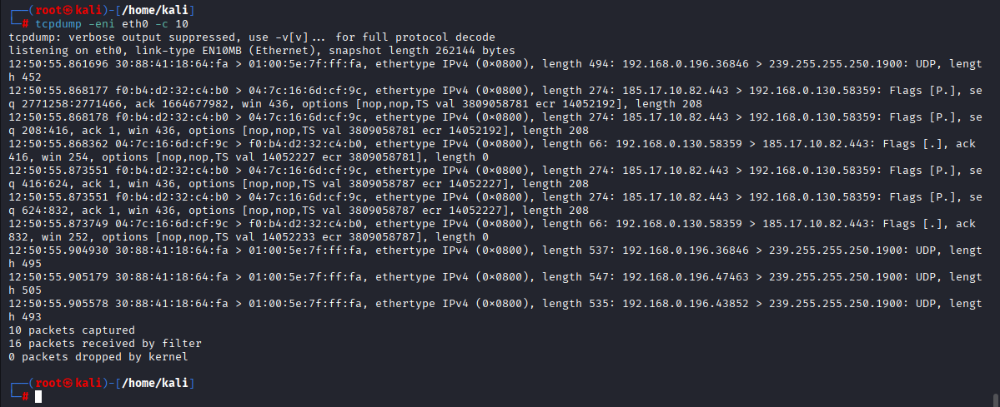 ┌──(root㉿kali)-[/home/kali]
└─# tcpdump -eni eth0 -c 10
tcpdump: verbose output suppressed, use -v[v]... for full protocol decode
listening on eth0, link-type EN10MB (Ethernet), snapshot length 262144 bytes
12:50:55.861696 30:88:41:18:64:fa > 01:00:5e:7f:ff:fa, ethertype IPv4 (0x0800), length 494: 192.168.0.196.36846 > 239.255.255.250.1900: UDP, lengt
h 452
12:50:55.868177 f0:b4:d2:32:c4:b0 > 04:7c:16:6d:cf:9c, ethertype IPv4 (0x0800), length 274: 185.17.10.82.443 > 192.168.0.130.58359: Flags [P.], se
q 2771258:2771466, ack 1664677982, win 436, options [nop,nop,TS val 3809058781 ecr 14052192], length 208
12:50:55.868178 f0:b4:d2:32:c4:b0 > 04:7c:16:6d:cf:9c, ethertype IPv4 (0x0800), length 274: 185.17.10.82.443 > 192.168.0.130.58359: Flags [P.], se
q 208:416, ack 1, win 436, options [nop,nop,TS val 3809058781 ecr 14052192], length 208
12:50:55.868362 04:7c:16:6d:cf:9c > f0:b4:d2:32:c4:b0, ethertype IPv4 (0x0800), length 66: 192.168.0.130.58359 > 185.17.10.82.443: Flags [.], ack
416, win 254, options [nop,nop,TS val 14052227 ecr 3809058781], length 0
12:50:55.873551 f0:b4:d2:32:c4:b0 > 04:7c:16:6d:cf:9c, ethertype IPv4 (0x0800), length 274: 185.17.10.82.443 > 192.168.0.130.58359: Flags [P.], se
q 416:624, ack 1, win 436, options [nop,nop,TS val 3809058787 ecr 14052227], length 208
12:50:55.873551 f0:b4:d2:32:c4:b0 > 04:7c:16:6d:cf:9c, ethertype IPv4 (0x0800), length 274: 185.17.10.82.443 > 192.168.0.130.58359: Flags [P.], se
q 624:832, ack 1, win 436, options [nop,nop,TS val 3809058787 ecr 14052227], length 208
12:50:55.873749 04:7c:16:6d:cf:9c > f0:b4:d2:32:c4:b0, ethertype IPv4 (0x0800), length 66: 192.168.0.130.58359 > 185.17.10.82.443: Flags [.], ack
832, win 252, options [nop,nop,TS val 14052233 ecr 3809058787], length 0
12:50:55.904930 30:88:41:18:64:fa > 01:00:5e:7f:ff:fa, ethertype IPv4 (0x0800), length 537: 192.168.0.196.36846 > 239.255.255.250.1900: UDP, lengt
h 495
12:50:55.905179 30:88:41:18:64:fa > 01:00:5e:7f:ff:fa, ethertype IPv4 (0x0800), length 547: 192.168.0.196.47463 > 239.255.255.250.1900: UDP, lengt
h 505
12:50:55.905578 30:88:41:18:64:fa > 01:00:5e:7f:ff:fa, ethertype IPv4 (0x0800), length 535: 192.168.0.196.43852 > 239.255.255.250.1900: UDP, lengt
h 493
10 packets captured
16 packets received by filter
0 packets dropped by kernel
┌──(root㉿kali)-[/home/kali]
└─#